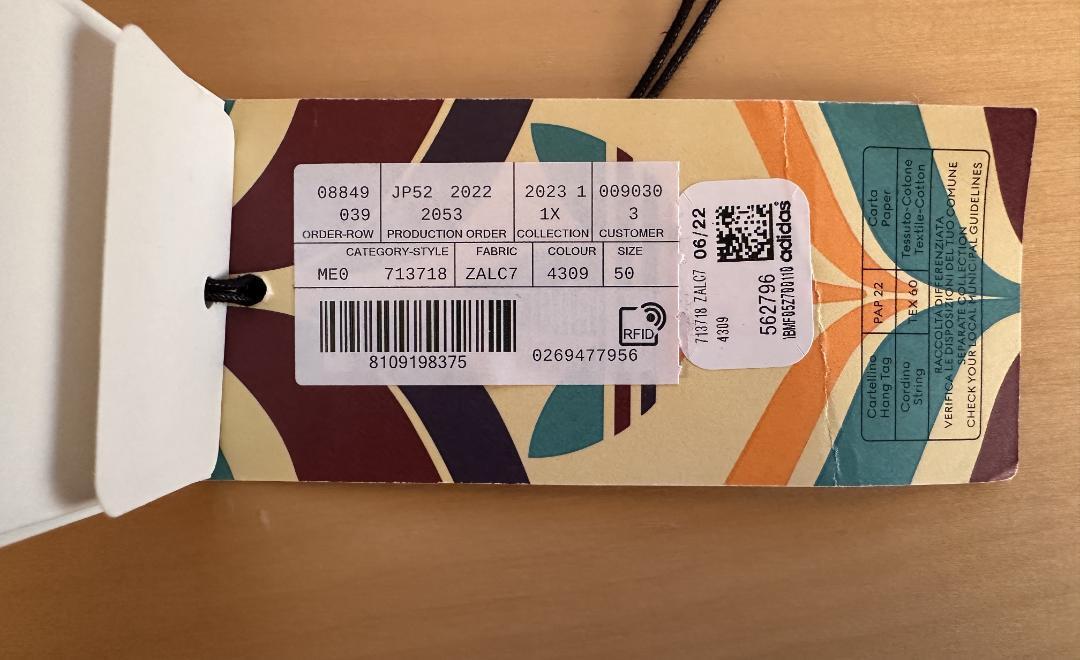 08849
039
ORDER-ROW
JP52 2022
2053
PRODUCTION ORDER
2023 1
1X
COLLECTION
009030
3
CUSTOMER
CATEGORY-STYLE
ME0 713718
FABRIC
ZALC7
COLOUR
4309
SIZE
50
8109198375
RFID
0269477956
713718 ZALC7
4309
06/22
562796
adidas
Cartellino
Hang Tag
PAP 22
Carta
Paper
Cordino
String
TEX 60
Tessuto-Cotone
Textile-Cotton
RACCOLTA DIFFERENZIATA
VERIFICA LE DISPOSIZIONI DEL TUO COMUNE
SEPARATE COLLECTION
CHECK YOUR LOCAL MUNICIPAL GUIDELINES